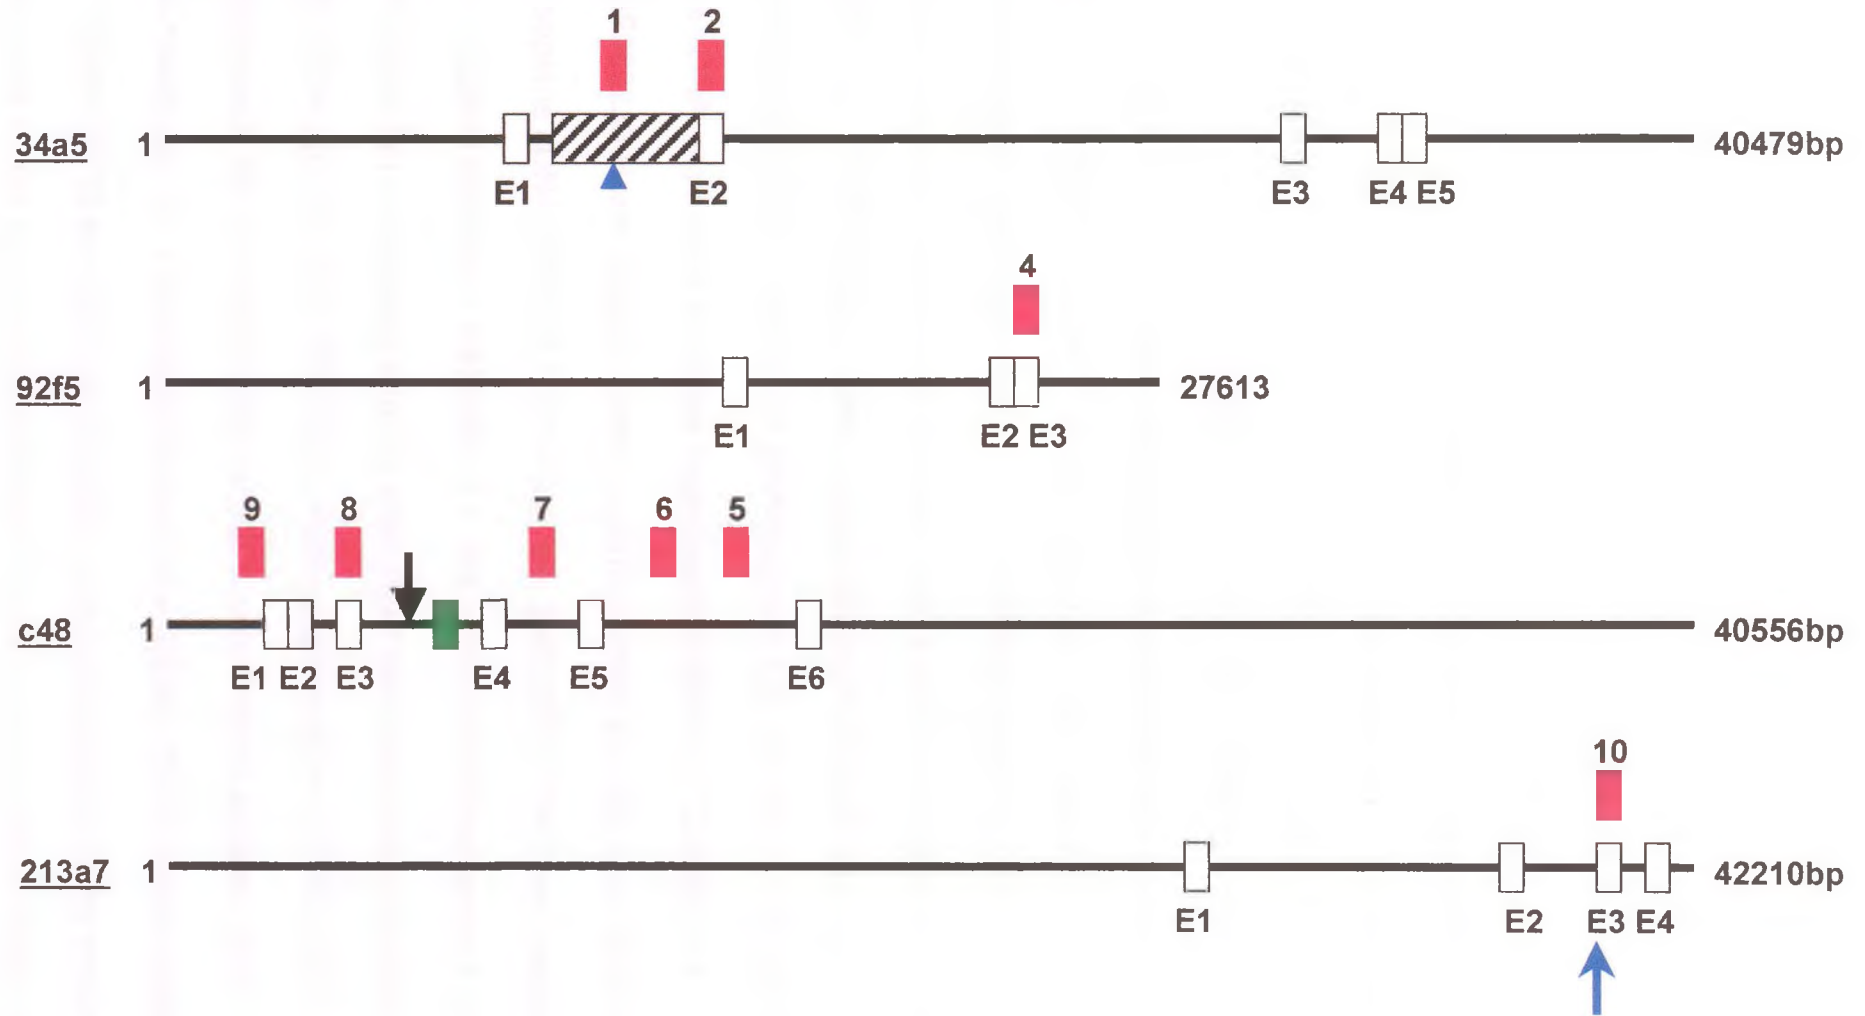 1 2
34a5 1 40479bp
E1 E2 E3 E4 E5
4
92f5 1 27613
E1 E2 E3
9 8 7 6 5
c48 1 40556bp
E1 E2 E3 E4 E5 E6
10
213a7 1 42210bp
E1 E2 E3 E4